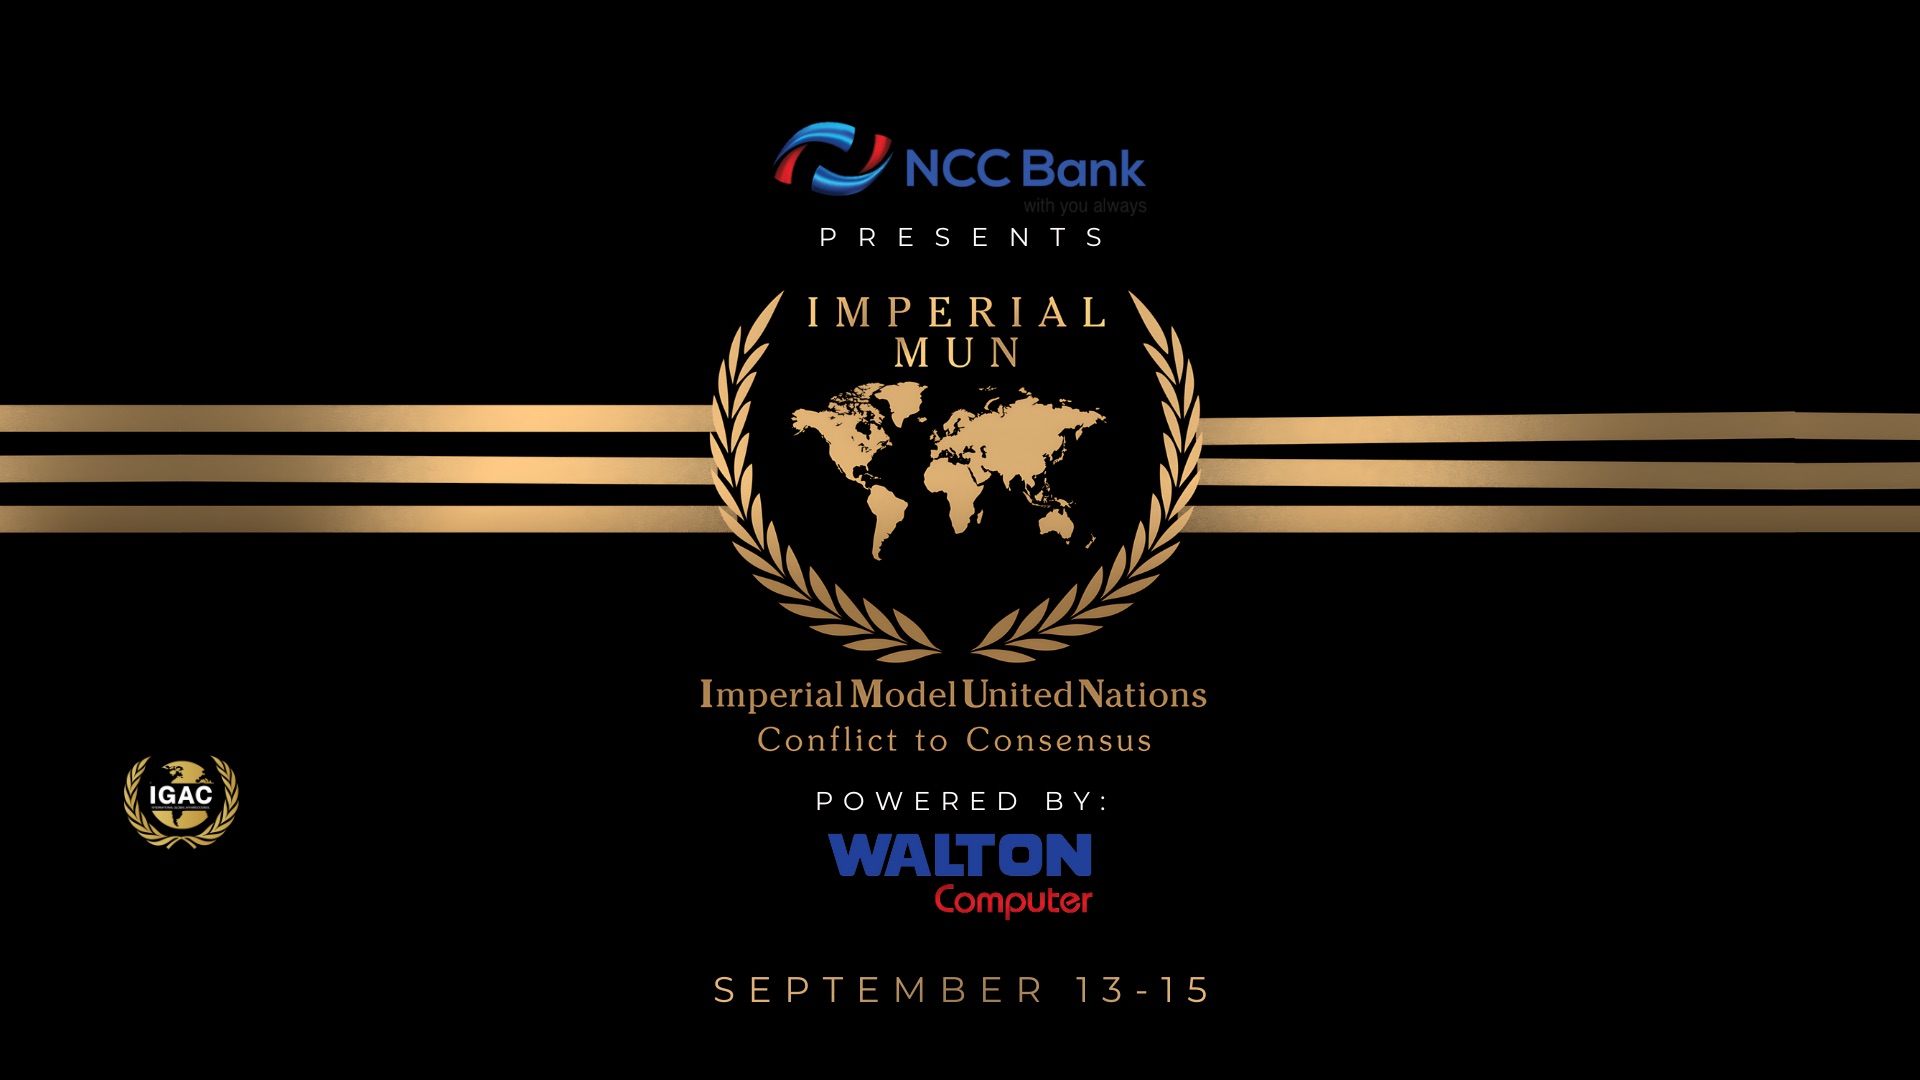 NCC Bank
with you always
PRESENTS
IMPERIAL
MUN
Imperial Model United Nations
Conflict to Consensus
IGAC
POWERED BY:
WALTON
Computer
SEPTEMBER 13-15